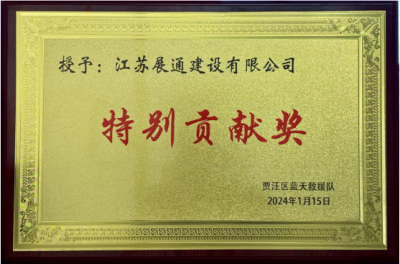 授予：江苏展通建设有限公司
特别贡献奖
贾汪区蓝天救援队
2024年1月15日